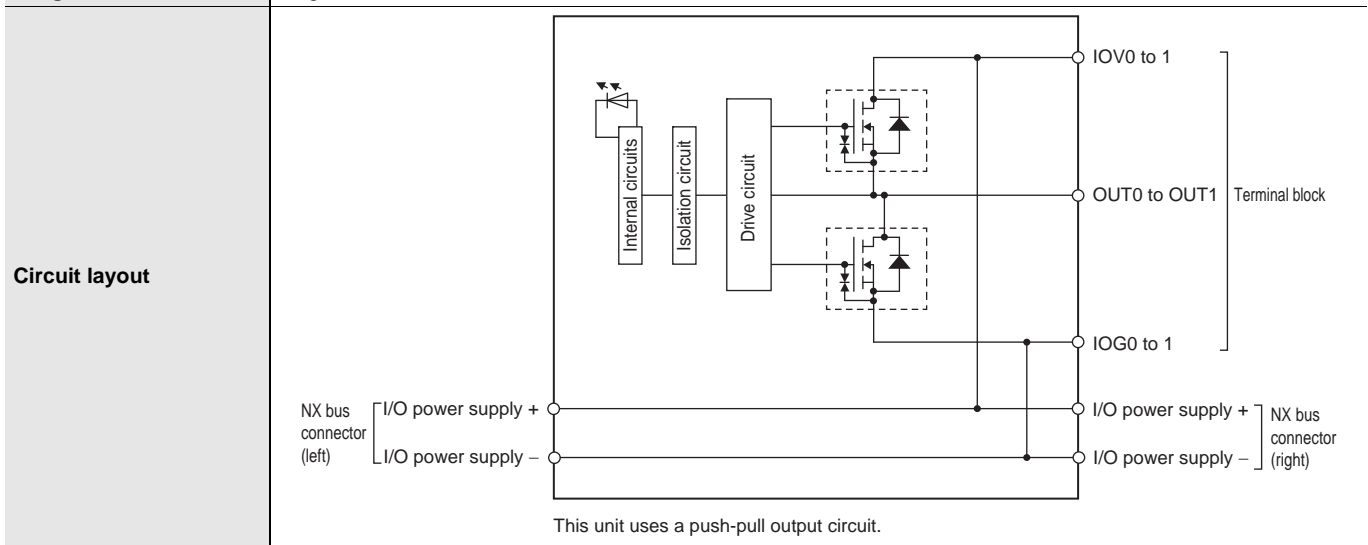 Circuit layout
Internal circuits
Isolation circuit
Drive circuit
IOV0 to 1
OUT0 to OUT1
Terminal block
IOG0 to 1
NX bus
connector
(left)
I/O power supply +
I/O power supply −
I/O power supply +
I/O power supply −
NX bus
connector
(right)
This unit uses a push-pull output circuit.